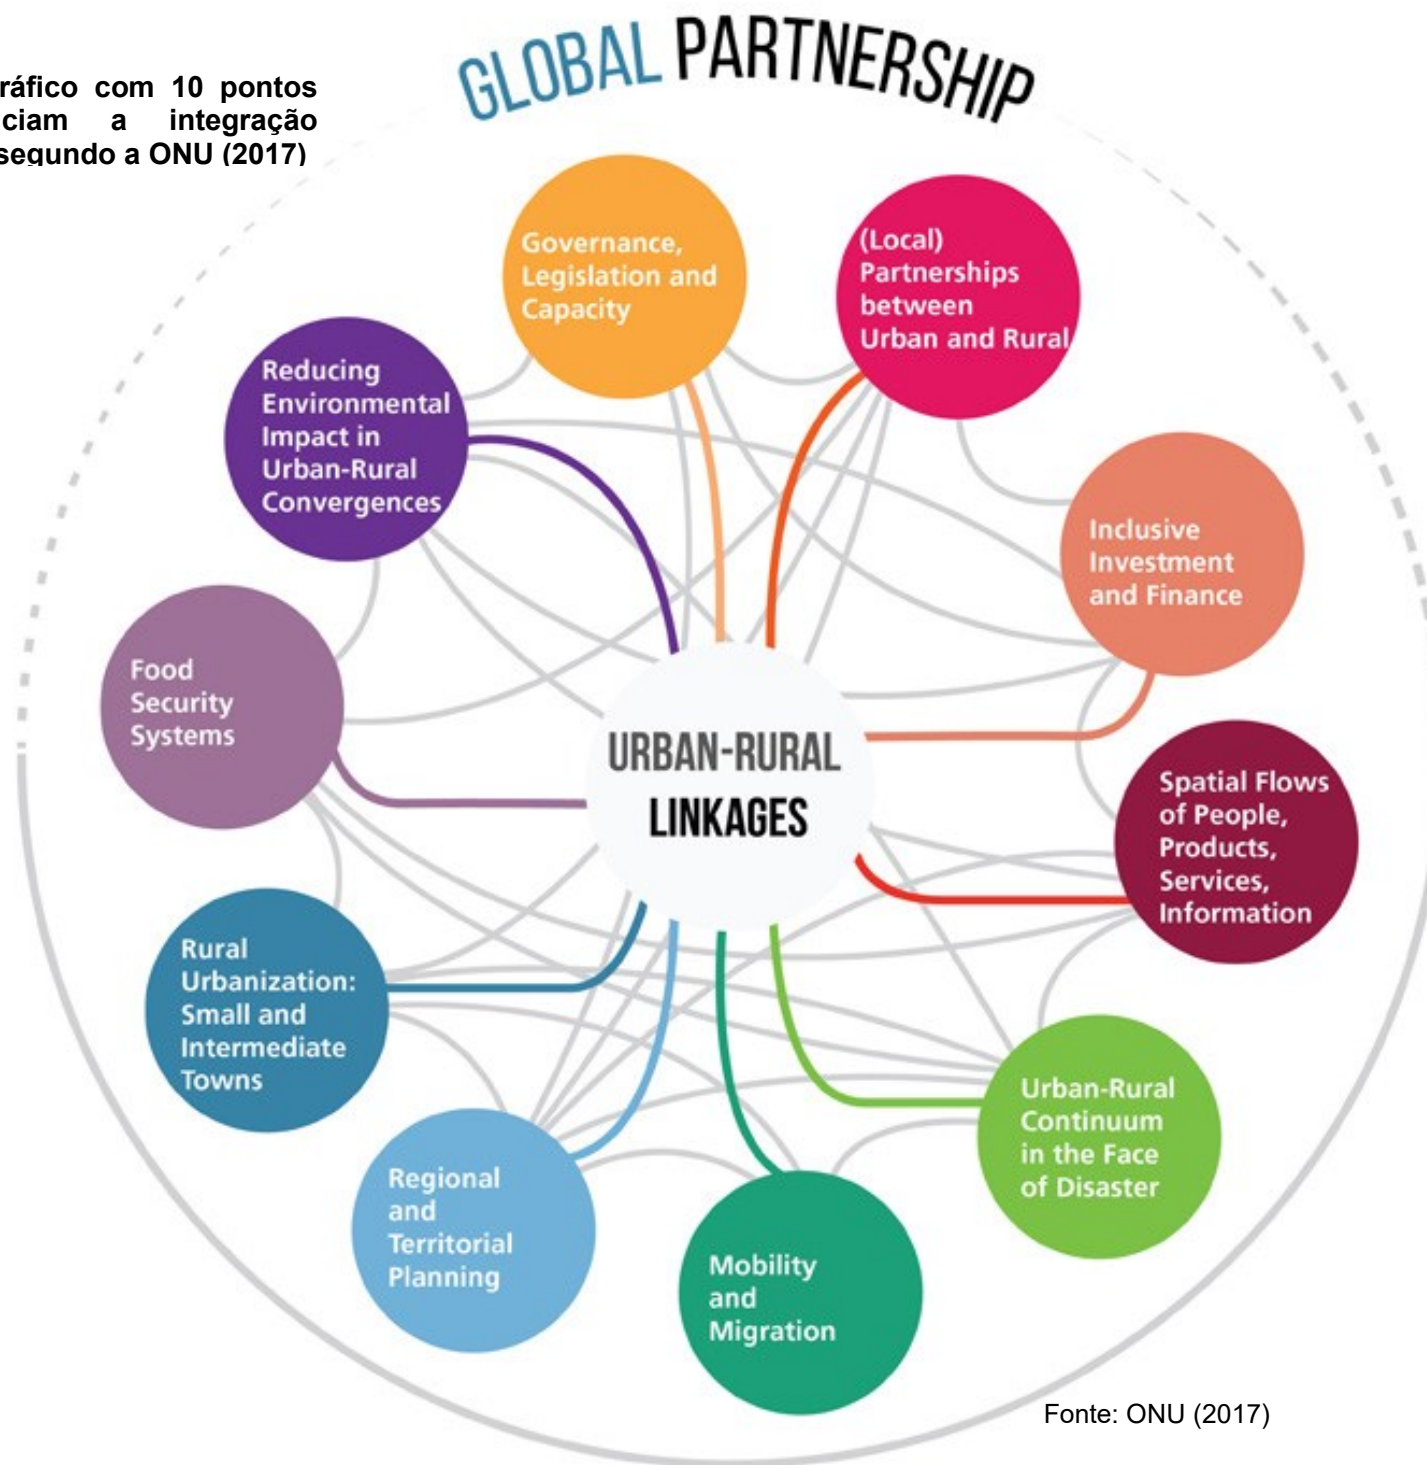 GLOBAL PARTNERSHIP
ráfico com 10 pontos
ciam a integração
segundo a ONU (2017)
Governance,
Legislation and
Capacity
(Local)
Partnerships
between
Urban and Rural
Reducing
Environmental
Impact in
Urban-Rural
Convergences
Inclusive
Investment
and Finance
Food
Security
Systems
URBAN-RURAL
LINKAGES
Spatial Flows
of People,
Products,
Services,
Information
Rural
Urbanization:
Small and
Intermediate
Towns
Urban-Rural
Continuum
in the Face
of Disaster
Regional
and
Territorial
Planning
Mobility
and
Migration
Fonte: ONU (2017)